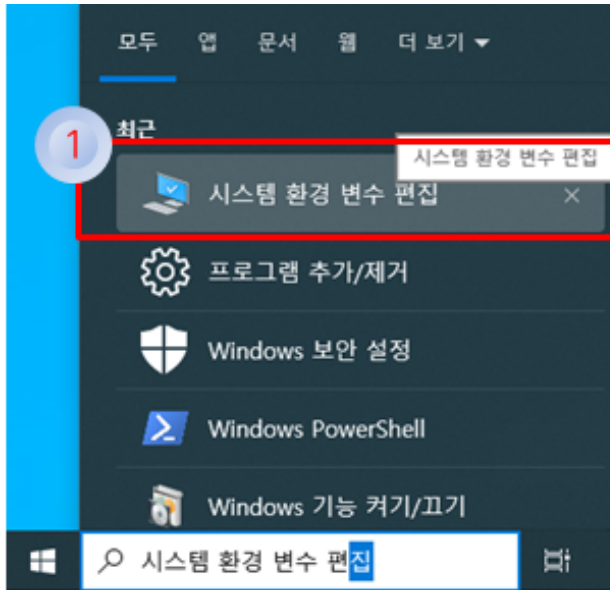 모두 앱 문서 웹 더 보기
최근
1
시스템 환경 변수 편집
시스템 환경 변수 편집
프로그램 추가/제거
Windows 보안 설정
Windows PowerShell
Windows 기능 켜기/끄기
시스템 환경 변수 편집